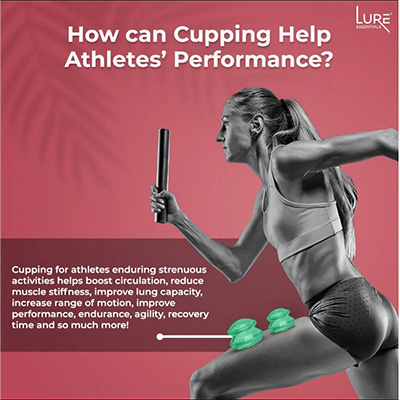 LURE
ESSENTIALS
How can Cupping Help
Athletes' Performance?
Cupping for athletes enduring strenuous
activities helps boost circulation, reduce
muscle stiffness, improve lung capacity,
increase range of motion, improve
performance, endurance, agility, recovery
time and so much more!